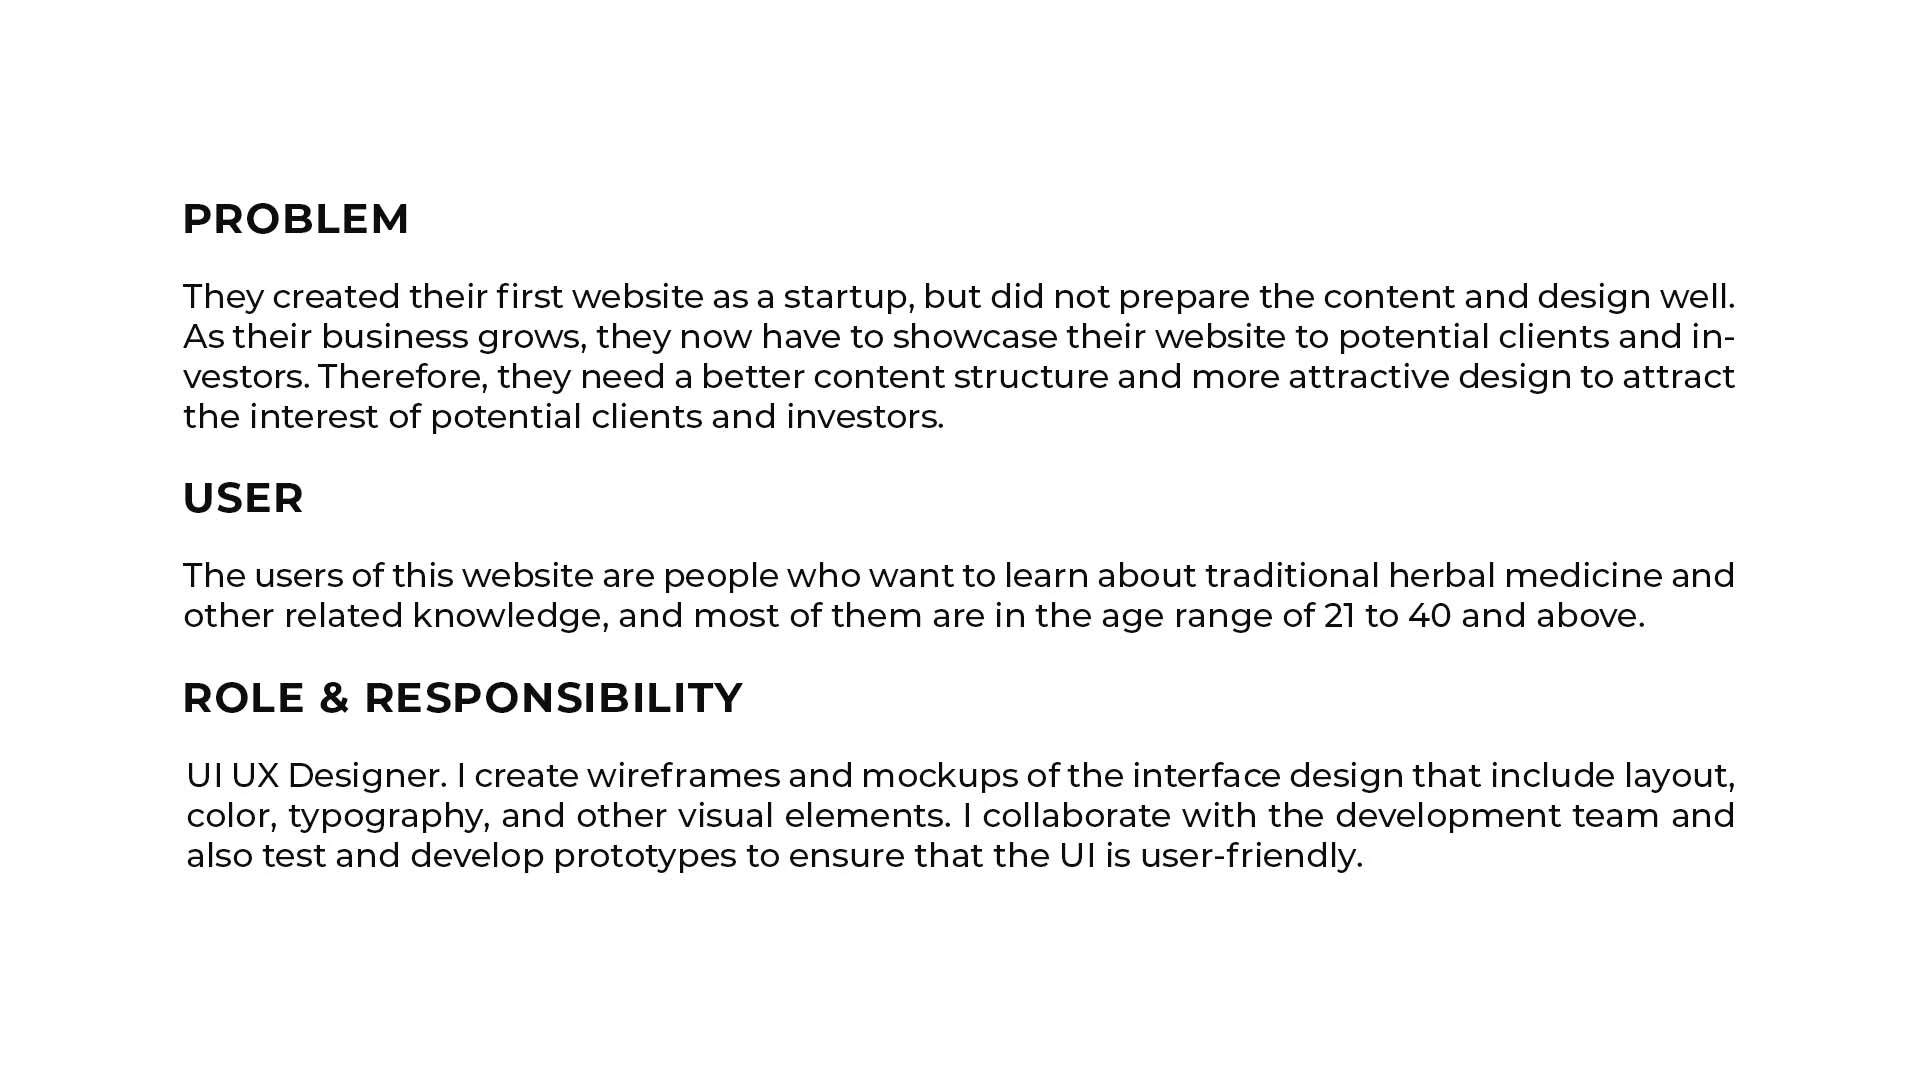 PROBLEM
They created their first website as a startup, but did not prepare the content and design well.
As their business grows, they now have to showcase their website to potential clients and in-
vestors. Therefore, they need a better content structure and more attractive design to attract
the interest of potential clients and investors.
USER
The users of this website are people who want to learn about traditional herbal medicine and
other related knowledge, and most of them are in the age range of 21 to 40 and above.
ROLE & RESPONSIBILITY
UI UX Designer. I create wireframes and mockups of the interface design that include layout,
color, typography, and other visual elements. I collaborate with the development team and
also test and develop prototypes to ensure that the UI is user-friendly.